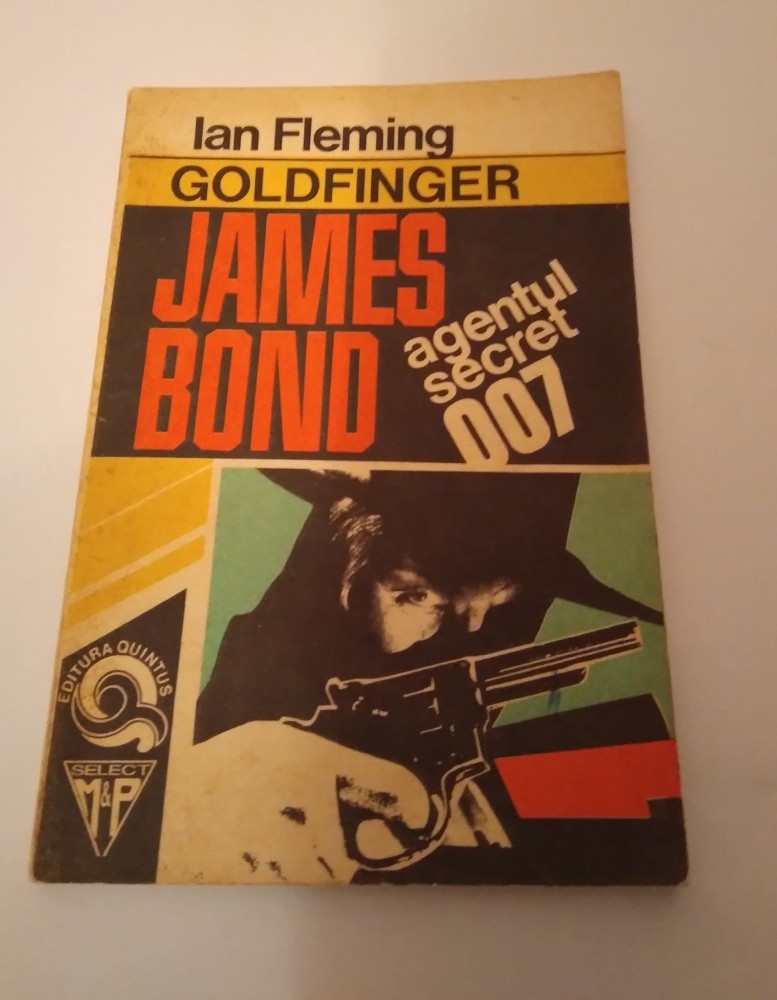 Ian Fleming
GOLDFINGER
JAMES
BOND
agentul
secret
007
EDITURA QUINTUS
SELECT
M&P